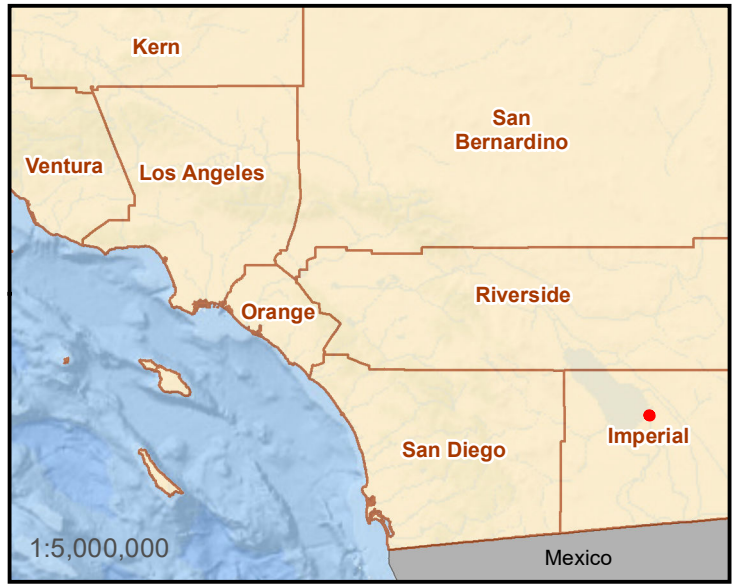 Kern
San
Bernardino
Ventura
Los Angeles
Riverside
Orange
Imperial
San Diego
1:5,000,000
Mexico